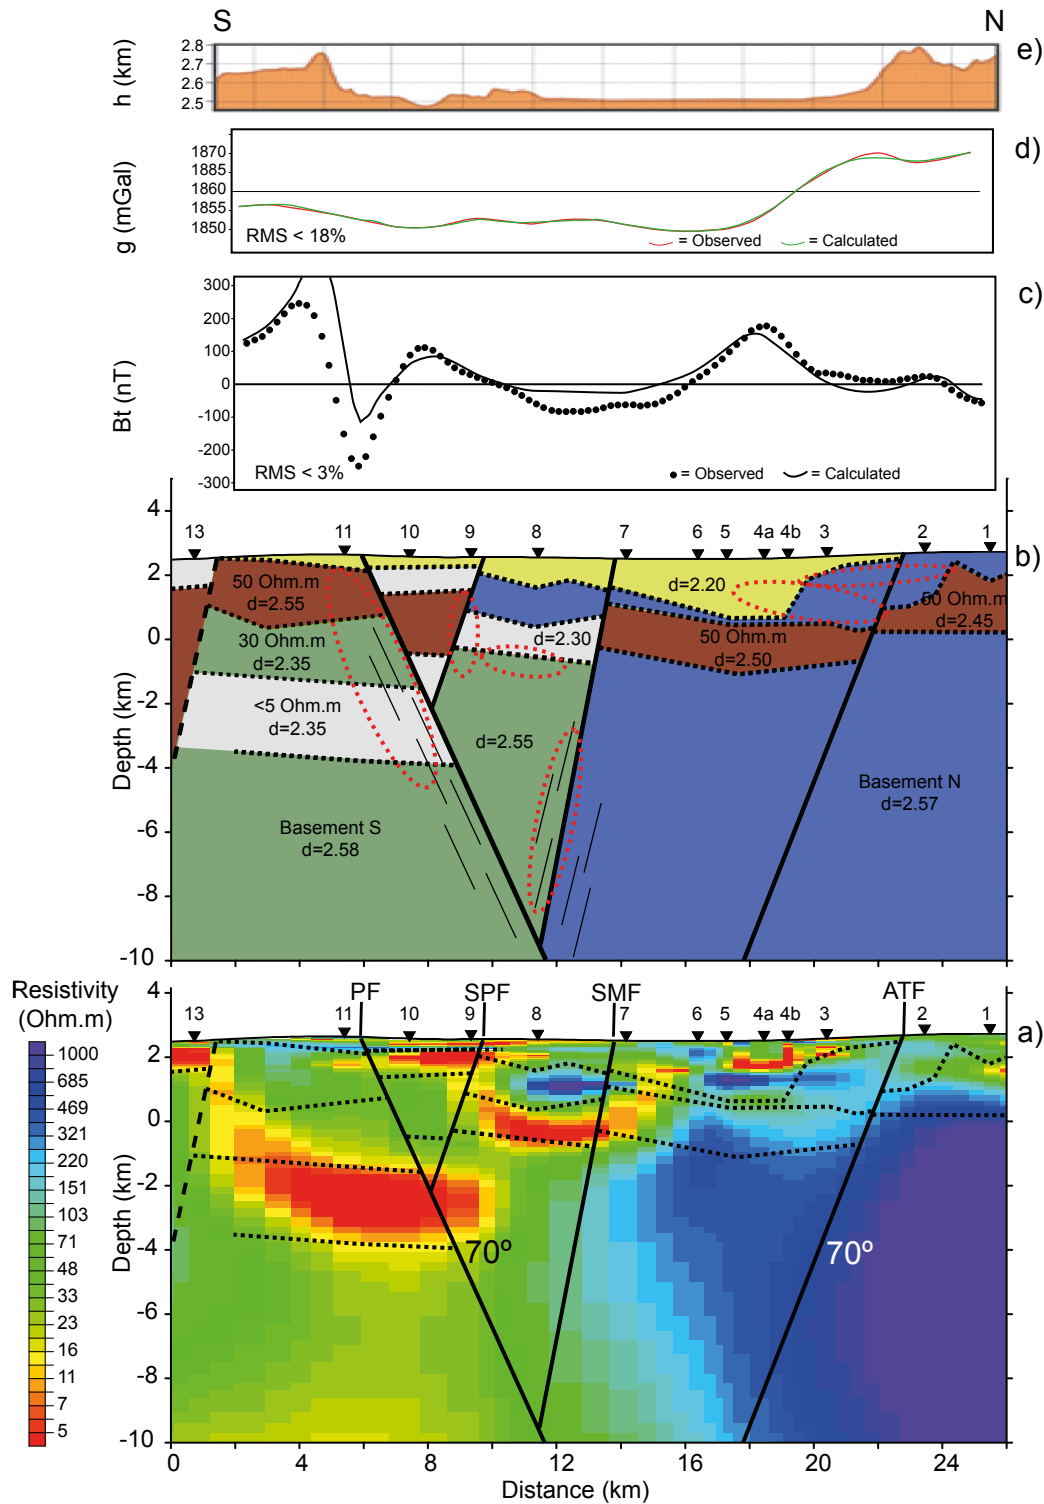 S N
e)
h (km)
2.8
2.7
2.6
2.5
d)
g (mGal)
1870
1885
1860
1855
1850
RMS < 18%
= Observed = Calculated
c)
Bt (nT)
300
200
100
0
-100
-200
-300
RMS < 3%
= Observed = Calculated
b)
Depth (km)
4
2
0
-2
-4
-6
-8
-10
13 11 10 9 8 7 6 5 4a 4b 3 2 1
50 Ohm.m
d=2.55
30 Ohm.m
d=2.35
<5 Ohm.m
d=2.35
Basement S
d=2.58
d=2.30
d=2.55
d=2.20
50 Ohm.m
d=2.50
50 Ohm.m
d=2.45
Basement N
d=2.57
a)
Resistivity
(Ohm.m)
1000
685
469
321
220
151
103
71
48
33
23
16
11
7
5
Depth (km)
4
2
0
-2
-4
-6
-8
-10
PF SPF SMF ATF
13 11 10 9 8 7 6 5 4a 4b 3 2 1
70º 70º
0 4 8 12 16 20 24
Distance (km)